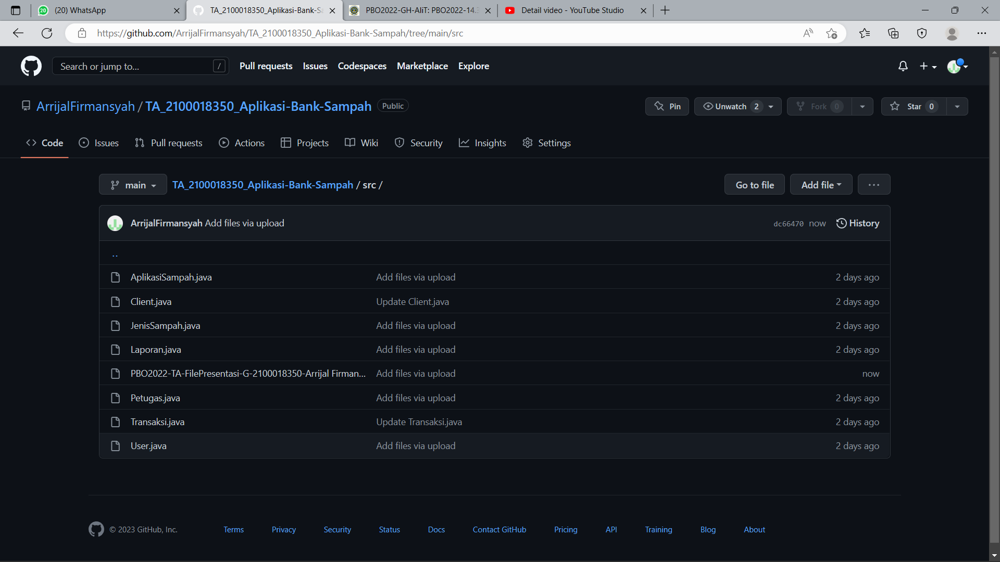 (20) WhatsApp
TA_2100018350_Aplikasi-Bank-Sa
PBO2022-GH-AliT: PBO2022-14.3
Detail video - YouTube Studio
https://github.com/ArrijalFirmansyah/TA_2100018350_Aplikasi-Bank-Sampah/tree/main/src
Search or jump to... /
Pull requests Issues Codespaces Marketplace Explore
ArrijalFirmansyah / TA_2100018350_Aplikasi-Bank-Sampah Public
Pin Unwatch 2 Fork 0 Star 0
Code Issues Pull requests Actions Projects Wiki Security Insights Settings
main TA_2100018350_Aplikasi-Bank-Sampah / src / Go to file Add file ...
ArrijalFirmansyah Add files via upload dc66470 now History
..
AplikasiSampah.java Add files via upload 2 days ago
Client.java Update Client.java 2 days ago
JenisSampah.java Add files via upload 2 days ago
Laporan.java Add files via upload 2 days ago
PBO2022-TA-FilePresentasi-G-2100018350-Arrijal Firman... Add files via upload now
Petugas.java Add files via upload 2 days ago
Transaksi.java Update Transaksi.java 2 days ago
User.java Add files via upload 2 days ago
© 2023 GitHub, Inc. Terms Privacy Security Status Docs Contact GitHub Pricing API Training Blog About